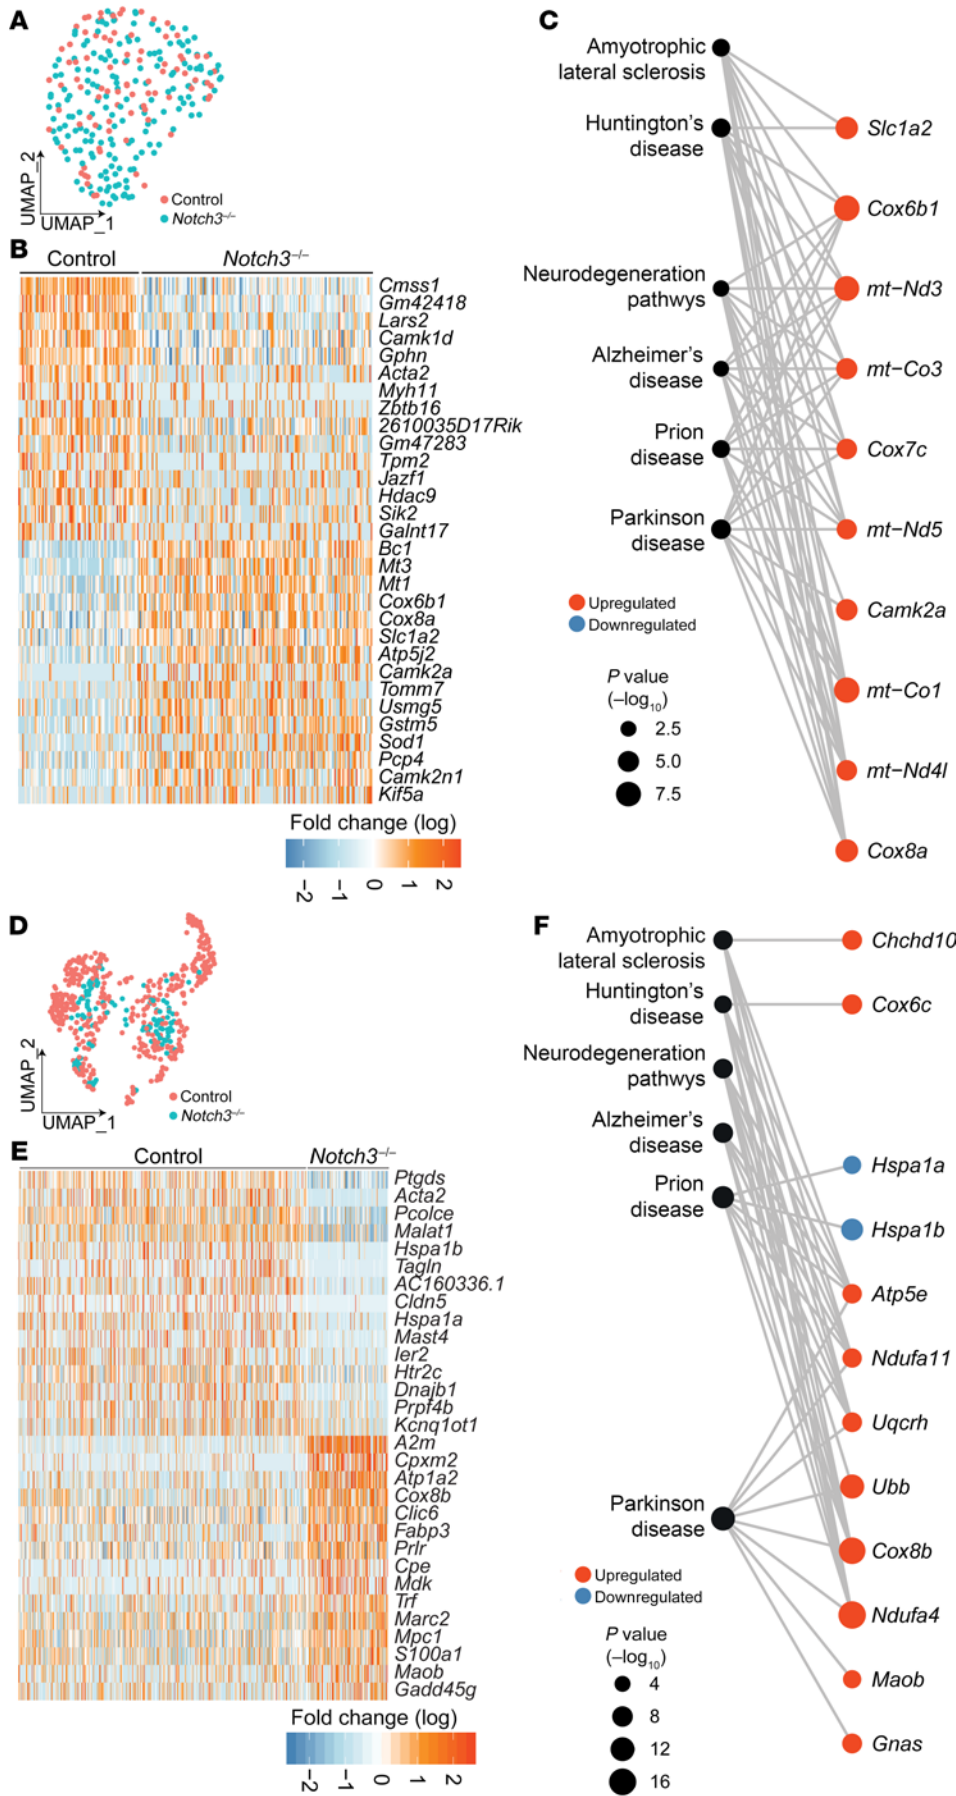 A
UMAP_2
UMAP_1
Control
Notch3–/–
B
Control
Notch3–/–
Cmss1
Gm42418
Lars2
Camk1d
Gphn
Acta2
Myh11
Zbtb16
2610035D17Rik
Gm47283
Tpm2
Jazf1
Hdac9
Sik2
Galnt17
Bc1
Mt3
Mt1
Cox6b1
Cox8a
Slc1a2
Atp5j2
Camk2a
Tomm7
Usmg5
Gstm5
Sod1
Pcp4
Camk2n1
Kif5a
Fold change (log)
–2 –1 0 1 2
C
Amyotrophic
lateral sclerosis
Huntington's
disease
Neurodegeneration
pathwys
Alzheimer's
disease
Prion
disease
Parkinson
disease
Slc1a2
Cox6b1
mt–Nd3
mt–Co3
Cox7c
mt–Nd5
Camk2a
mt–Co1
mt–Nd4l
Cox8a
Upregulated
Downregulated
P value
(–log10)
2.5
5.0
7.5
D
UMAP_2
UMAP_1
Control
Notch3–/–
E
Control
Notch3–/–
Ptgds
Acta2
Pcolce
Malat1
Hspa1b
Tagln
AC160336.1
Cldn5
Hspa1a
Mast4
Ier2
Htr2c
Dnajb1
Prpf4b
Kcnq1ot1
A2m
Cpxm2
Atp1a2
Cox8b
Clic6
Fabp3
Prlr
Cpe
Mdk
Trf
Marc2
Mpc1
S100a1
Maob
Gadd45g
Fold change (log)
–2 –1 0 1 2
F
Amyotrophic
lateral sclerosis
Huntington's
disease
Neurodegeneration
pathwys
Alzheimer's
disease
Prion
disease
Parkinson
disease
Chchd10
Cox6c
Hspa1a
Hspa1b
Atp5e
Ndufa11
Uqcrh
Ubb
Cox8b
Ndufa4
Maob
Gnas
Upregulated
Downregulated
P value
(–log10)
4
8
12
16